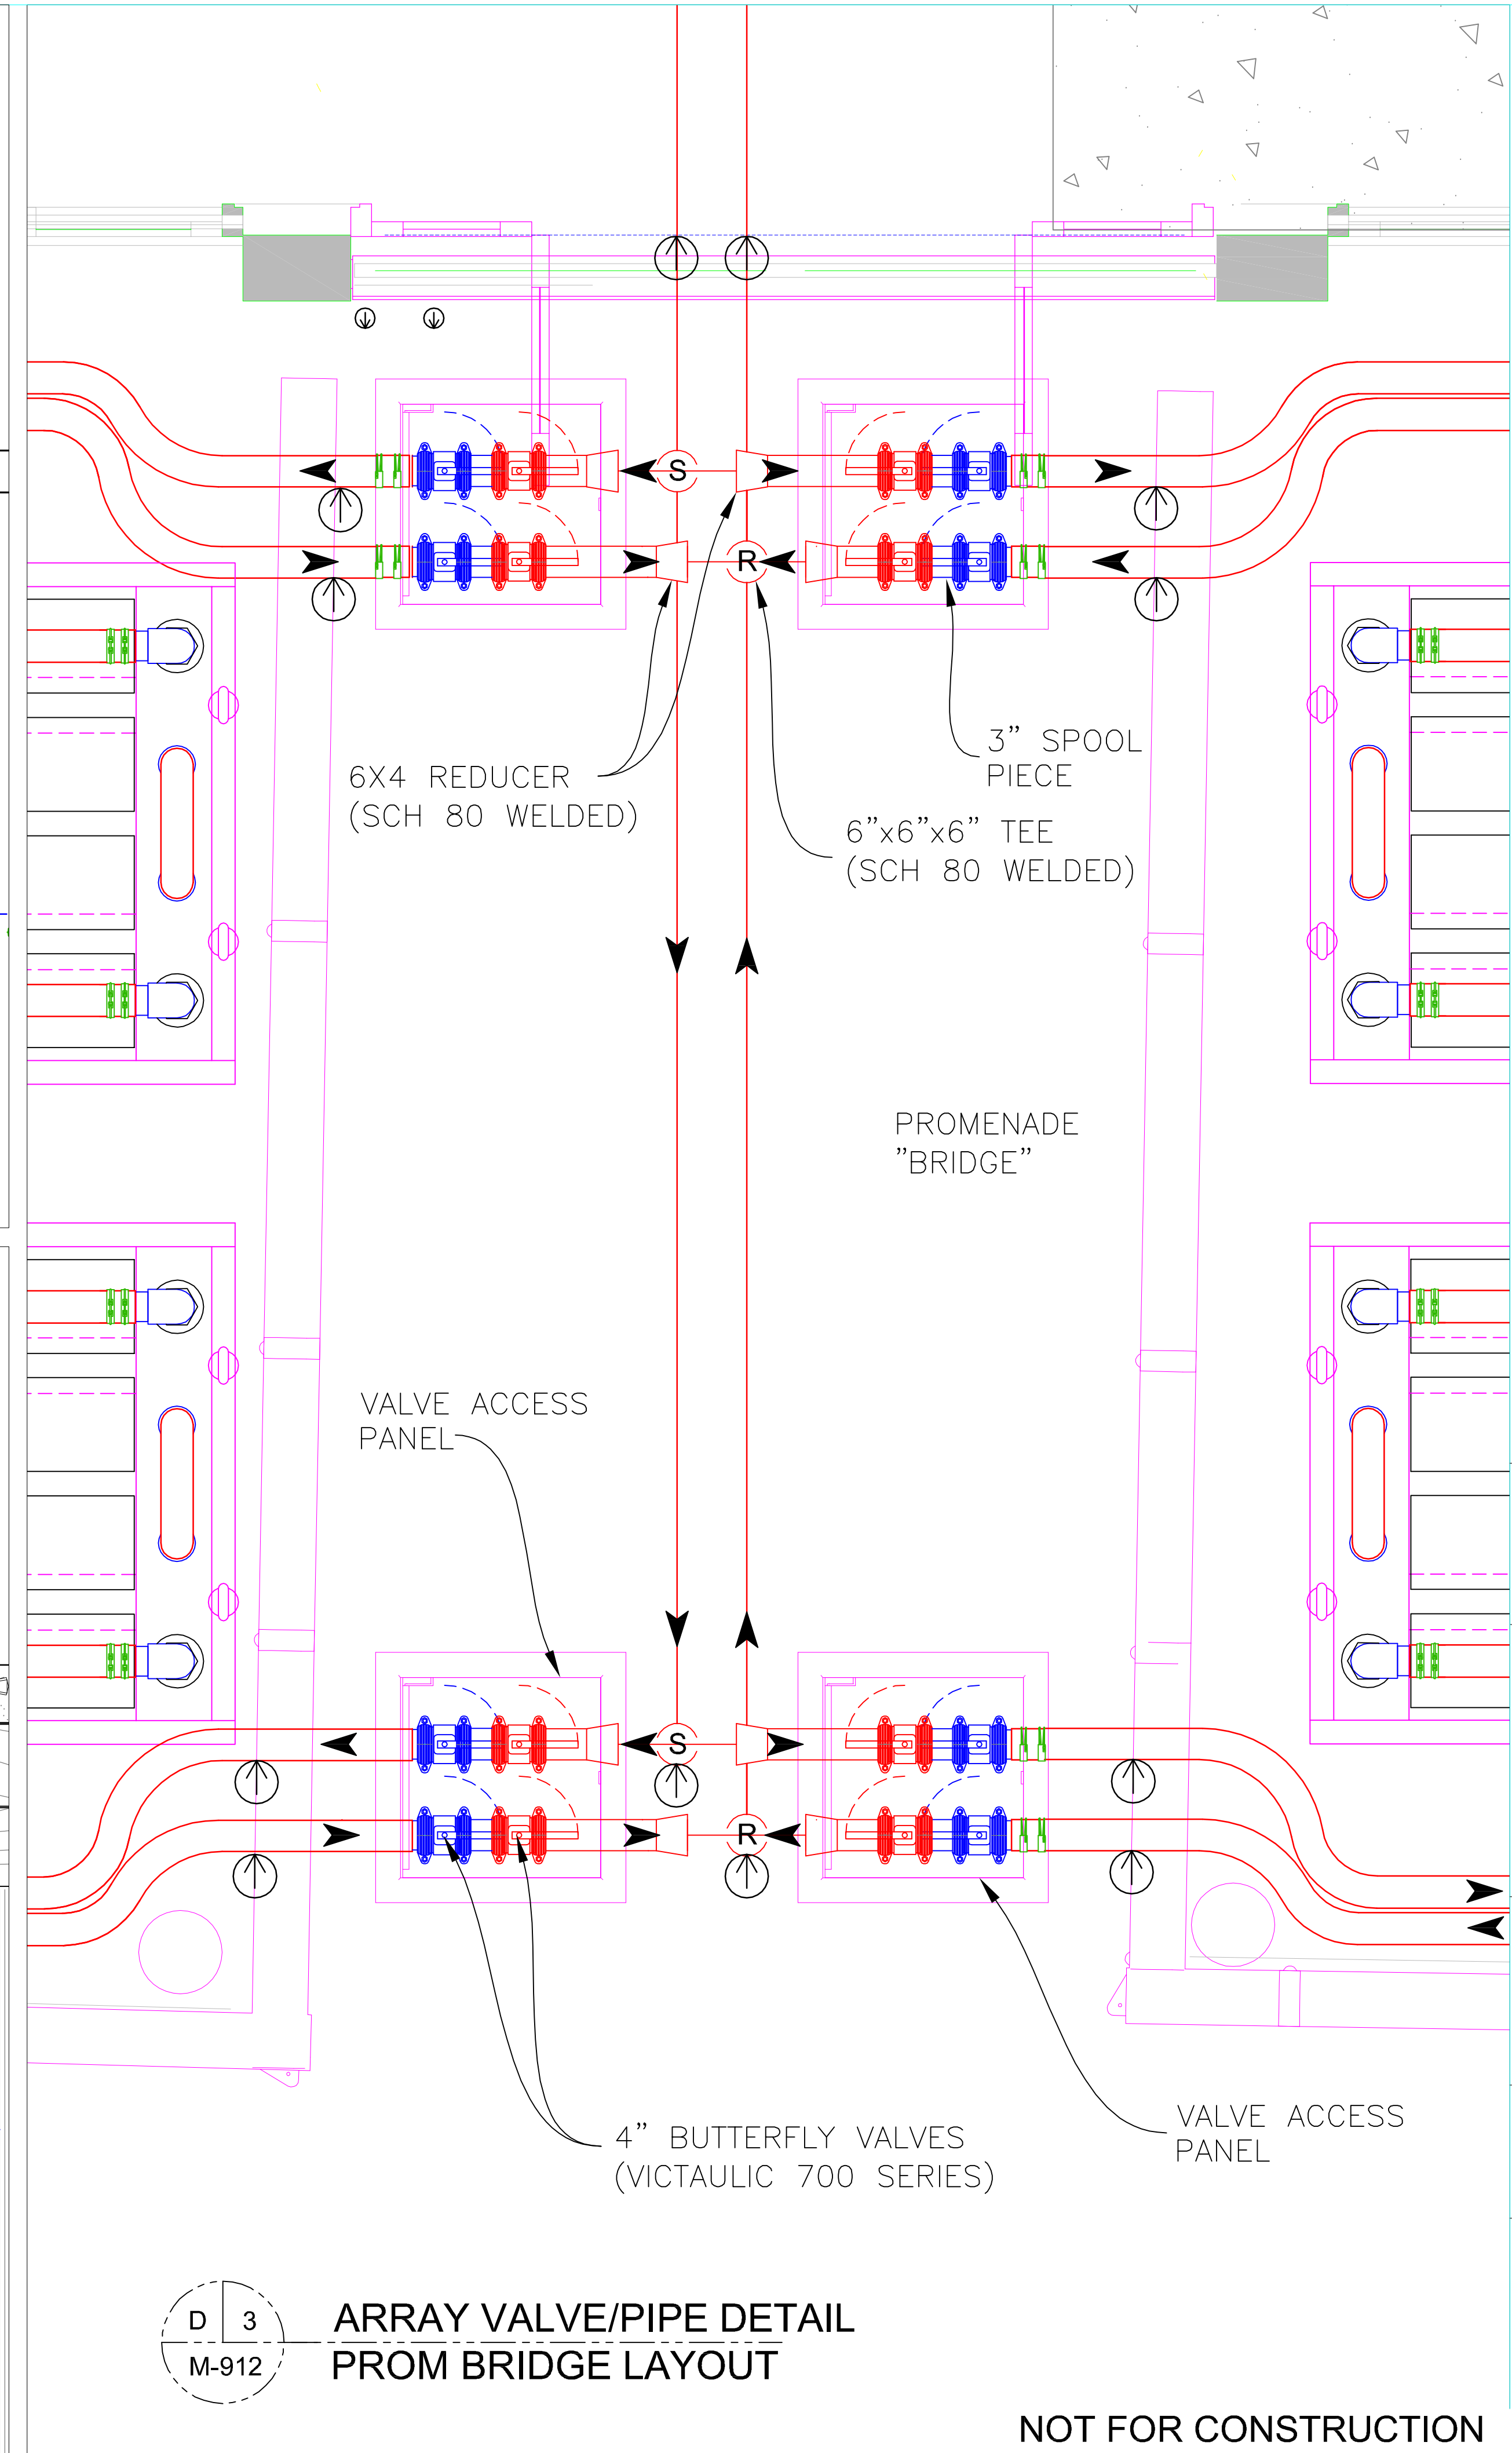 S
R
3” SPOOL
PIECE
6X4 REDUCER
(SCH 80 WELDED)
6”x6”x6” TEE
(SCH 80 WELDED)
PROMENADE
”BRIDGE”
VALVE ACCESS
PANEL
S
R
4” BUTTERFLY VALVES
(VICTAULIC 700 SERIES)
VALVE ACCESS
PANEL
D 3
M-912
ARRAY VALVE/PIPE DETAIL
PROM BRIDGE LAYOUT
NOT FOR CONSTRUCTION